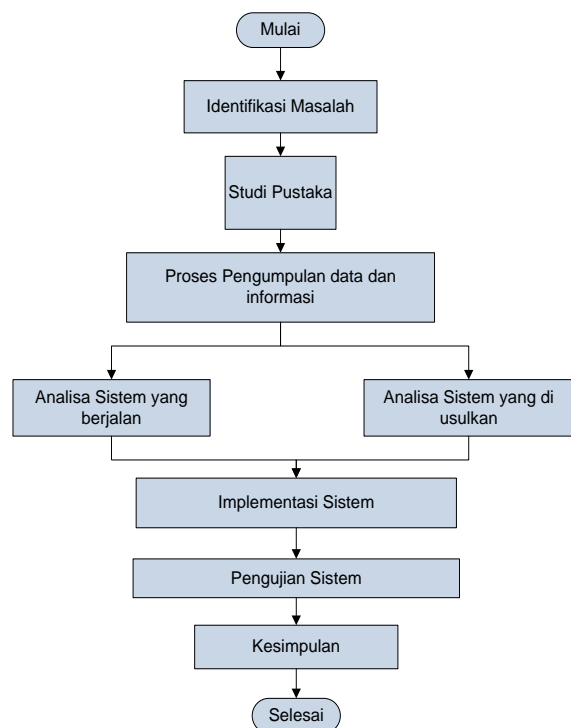 Mulai
Identifikasi Masalah
Studi Pustaka
Proses Pengumpulan data dan
informasi
Analisa Sistem yang
berjalan
Analisa Sistem yang di
usulkan
Implementasi Sistem
Pengujian Sistem
Kesimpulan
Selesai